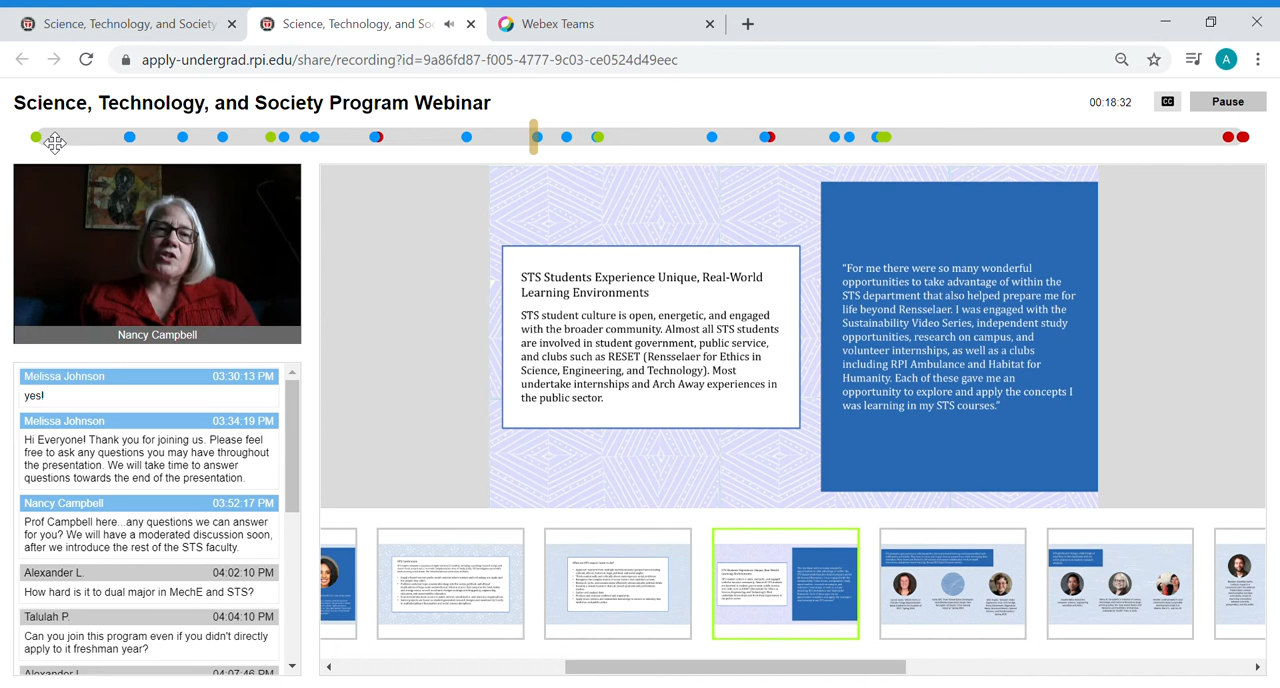 Science, Technology, and Society
Science, Technology, and So
Webex Teams
apply-undergrad.rpi.edu/share/recording?id=9a86fd87-f005-4777-9c03-ce0524d49eec
A
Science, Technology, and Society Program Webinar
00:18:32
CC
Pause
Nancy Campbell
Melissa Johnson 03:30:13 PM
yes!
Melissa Johnson 03:34:19 PM
Hi Everyone! Thank you for joining us. Please feel
free to ask any questions you may have throughout
the presentation. We will take time to answer
questions towards the end of the presentation.
Nancy Campbell 03:52:17 PM
Prof Campbell here...any questions we can answer
for you? We will have a moderated discussion soon,
after we introduce the rest of the STS faculty.
Alexander L. 04:02:10 PM
How hard is it to dual major in MechE and STS?
Talulah P. 04:04:10 PM
Can you join this program even if you didn't directly
apply to it freshman year?
Alexander L. 04:07:46 PM
STS Students Experience Unique, Real-World
Learning Environments
STS student culture is open, energetic, and engaged
with the broader community. Almost all STS students
are involved in student government, public service,
and clubs such as RESET (Rensselaer for Ethics in
Science, Engineering, and Technology). Most
undertake internships and Arch Away experiences in
the public sector.
“For me there were so many wonderful
opportunities to take advantage of within the
STS department that also helped prepare me for
life beyond Rensselaer. I was engaged with the
Sustainability Video Series, independent study
opportunities, research on campus, and
volunteer internships, as well as a clubs
including RPI Ambulance and Habitat for
Humanity. Each of these gave me an
opportunity to explore and apply the concepts I
was learning in my STS courses.”